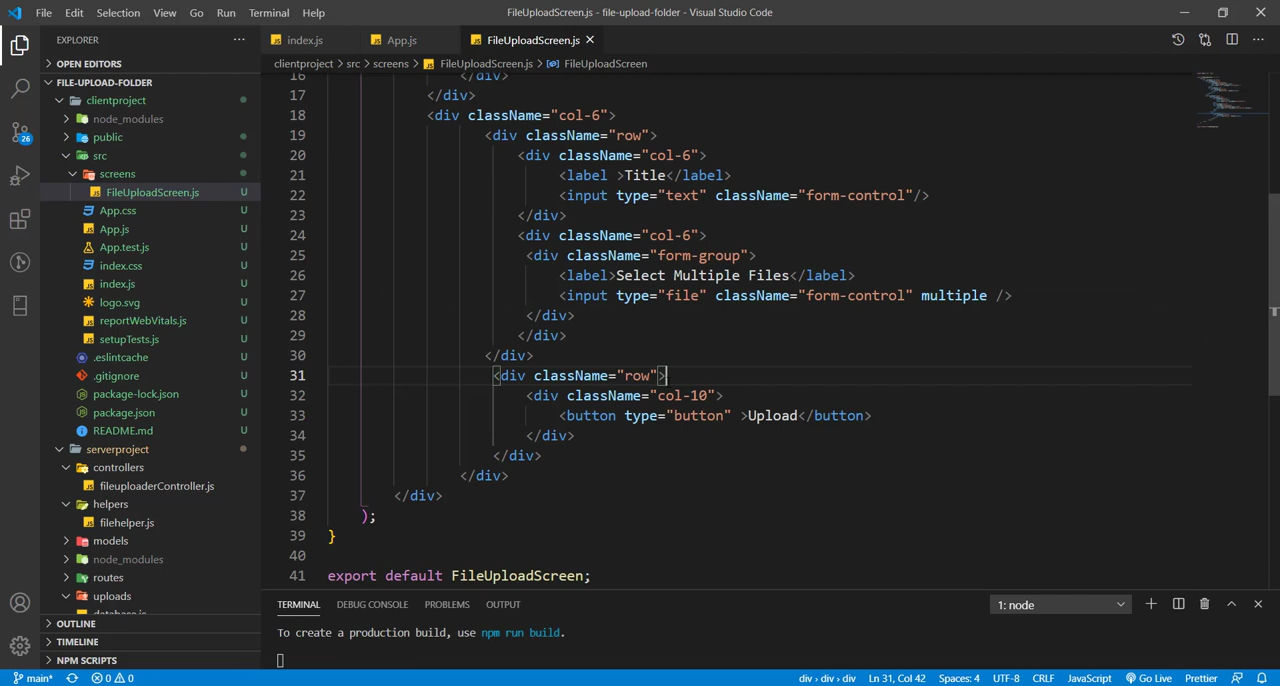 File Edit Selection View Go Run Terminal Help FileUploadScreen.js - file-upload-folder - Visual Studio Code
EXPLORER
OPEN EDITORS
FILE-UPLOAD-FOLDER
clientproject
node_modules
public
src
screens
FileUploadScreen.js U
App.css U
App.js U
App.test.js U
index.css U
index.js U
logo.svg U
reportWebVitals.js U
setupTests.js U
.eslintcache U
.gitignore U
package-lock.json U
package.json U
README.md U
serverproject
controllers
fileuploaderController.js
helpers
filehelper.js
models
node_modules
routes
uploads
database.js
OUTLINE
TIMELINE
NPM SCRIPTS
26
index.js App.js FileUploadScreen.js
clientproject > src > screens > FileUploadScreen.js > FileUploadScreen
16 </div>
17 </div>
18 <div className="col-6">
19 <div className="row">
20 <div className="col-6">
21 <label >Title</label>
22 <input type="text" className="form-control"/>
23 </div>
24 <div className="col-6">
25 <div className="form-group">
26 <label>Select Multiple Files</label>
27 <input type="file" className="form-control" multiple />
28 </div>
29 </div>
30 </div>
31 <div className="row">
32 <div className="col-10">
33 <button type="button" >Upload</button>
34 </div>
35 </div>
36 </div>
37 </div>
38 );
39 }
40
41 export default FileUploadScreen;
TERMINAL DEBUG CONSOLE PROBLEMS OUTPUT 1: node
To create a production build, use npm run build.
main* 0 0 div > div > div Ln 31, Col 42 Spaces: 4 UTF-8 CRLF JavaScript Go Live Prettier